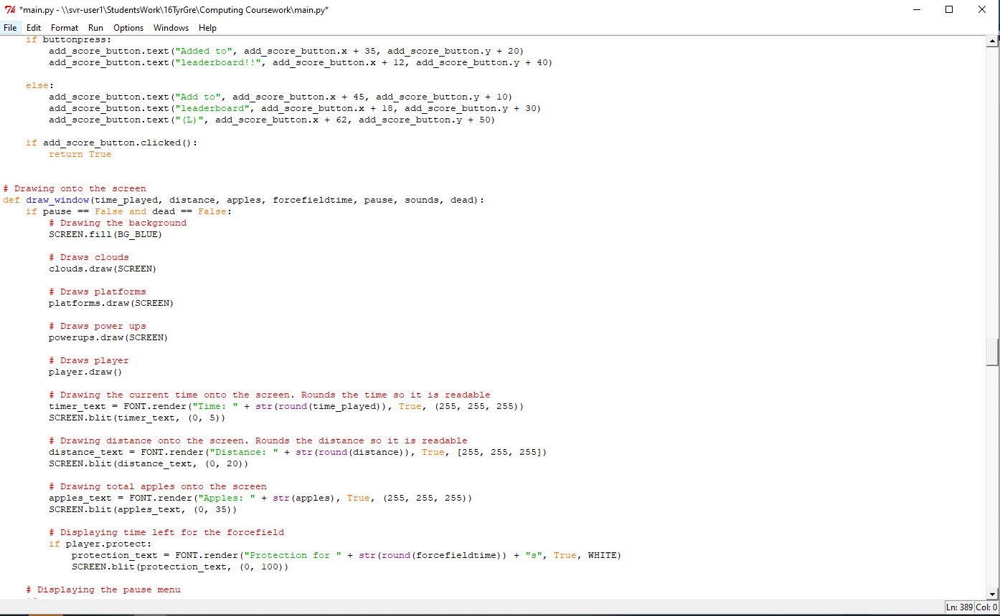 *main.py - \\svr-user1\StudentsWork\16TyrGre\Computing Coursework\main.py*
File Edit Format Run Options Windows Help
    if buttonpress:
        add_score_button.text("Added to", add_score_button.x + 35, add_score_button.y + 20)
        add_score_button.text("leaderboard!!", add_score_button.x + 12, add_score_button.y + 40)
    else:
        add_score_button.text("Add to", add_score_button.x + 45, add_score_button.y + 10)
        add_score_button.text("leaderboard", add_score_button.x + 18, add_score_button.y + 30)
        add_score_button.text("(L)", add_score_button.x + 62, add_score_button.y + 50)
    if add_score_button.clicked():
        return True
# Drawing onto the screen
def draw_window(time_played, distance, apples, forcefieldtime, pause, sounds, dead):
    if pause == False and dead == False:
        # Drawing the background
        SCREEN.fill(BG_BLUE)
        # Draws clouds
        clouds.draw(SCREEN)
        # Draws platforms
        platforms.draw(SCREEN)
        # Draws power ups
        powerups.draw(SCREEN)
        # Draws player
        player.draw()
        # Drawing the current time onto the screen. Rounds the time so it is readable
        timer_text = FONT.render("Time: " + str(round(time_played)), True, (255, 255, 255))
        SCREEN.blit(timer_text, (0, 5))
        # Drawing distance onto the screen. Rounds the distance so it is readable
        distance_text = FONT.render("Distance: " + str(round(distance)), True, [255, 255, 255])
        SCREEN.blit(distance_text, (0, 20))
        # Drawing total apples onto the screen
        apples_text = FONT.render("Apples: " + str(apples), True, (255, 255, 255))
        SCREEN.blit(apples_text, (0, 35))
        # Displaying time left for the forcefield
        if player.protect:
            protection_text = FONT.render("Protection for " + str(round(forcefieldtime)) + "s", True, WHITE)
            SCREEN.blit(protection_text, (0, 100))
    # Displaying the pause menu
Ln: 389 Col: 0